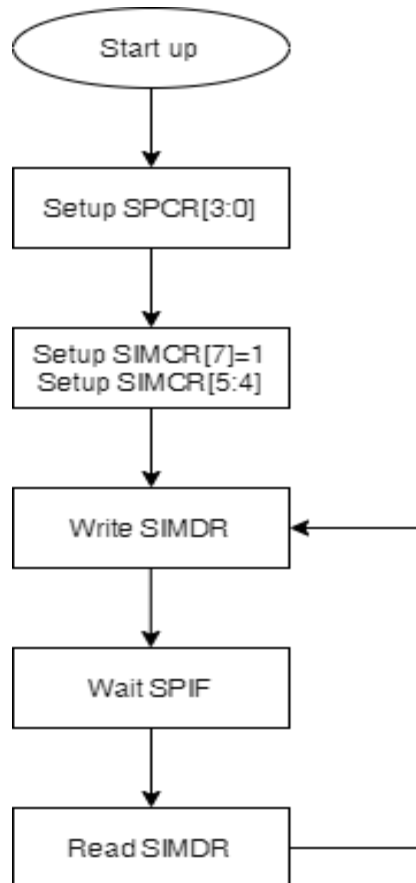 Start up
Setup SPCR[3:0]
Setup SIMCR[7]=1
Setup SIMCR[5:4]
Write SIMDR
Wait SPIF
Read SIMDR